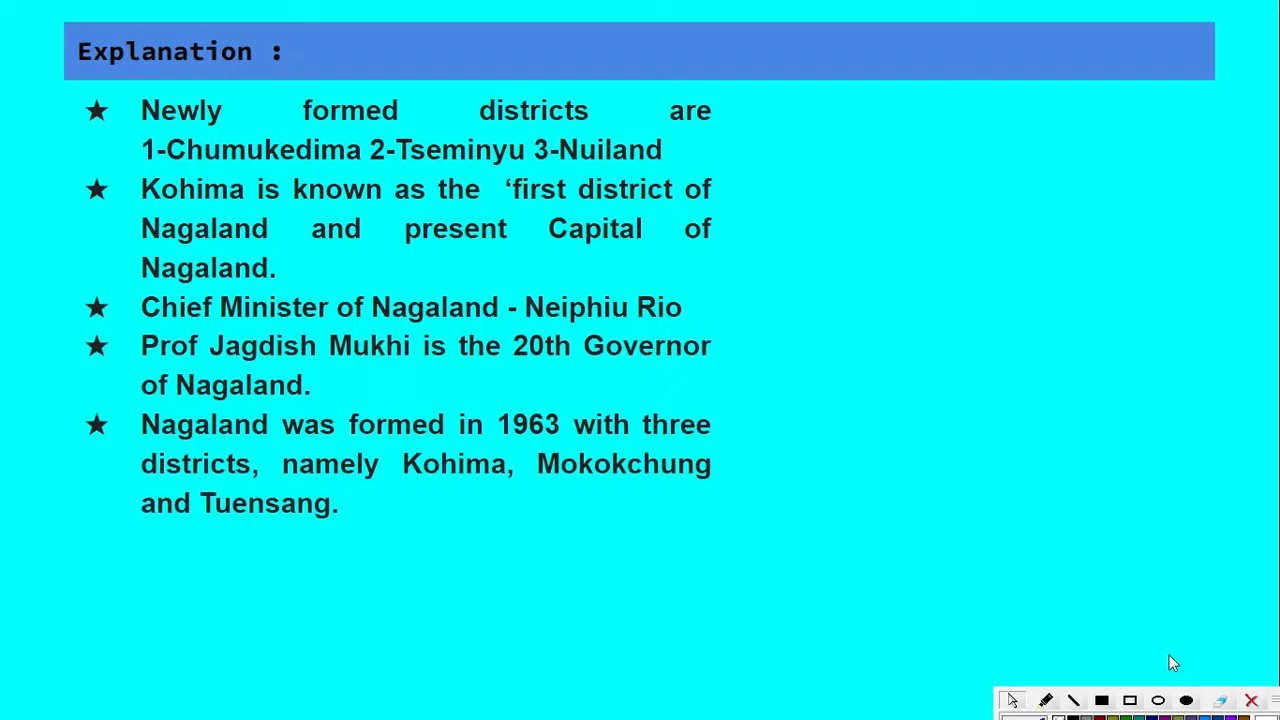 Explanation :
★ Newly formed districts are
1-Chumukedima 2-Tseminyu 3-Nuiland
★ Kohima is known as the ‘first district of
Nagaland and present Capital of
Nagaland.
★ Chief Minister of Nagaland - Neiphiu Rio
★ Prof Jagdish Mukhi is the 20th Governor
of Nagaland.
★ Nagaland was formed in 1963 with three
districts, namely Kohima, Mokokchung
and Tuensang.